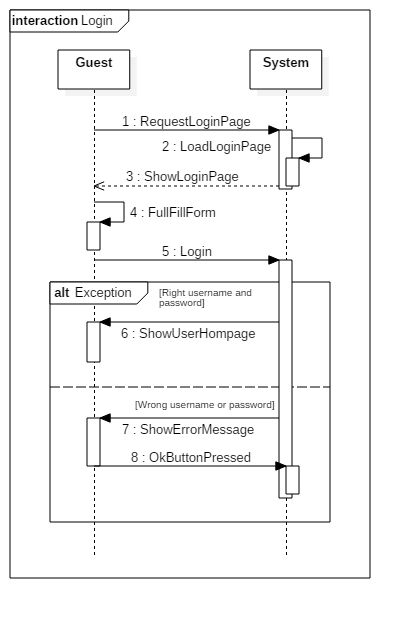 interaction Login
Guest
System
1 : RequestLoginPage
2 : LoadLoginPage
3 : ShowLoginPage
4 : FullFillForm
5 : Login
alt Exception
[Right username and
password]
6 : ShowUserHompage
[Wrong username or password]
7 : ShowErrorMessage
8 : OkButtonPressed